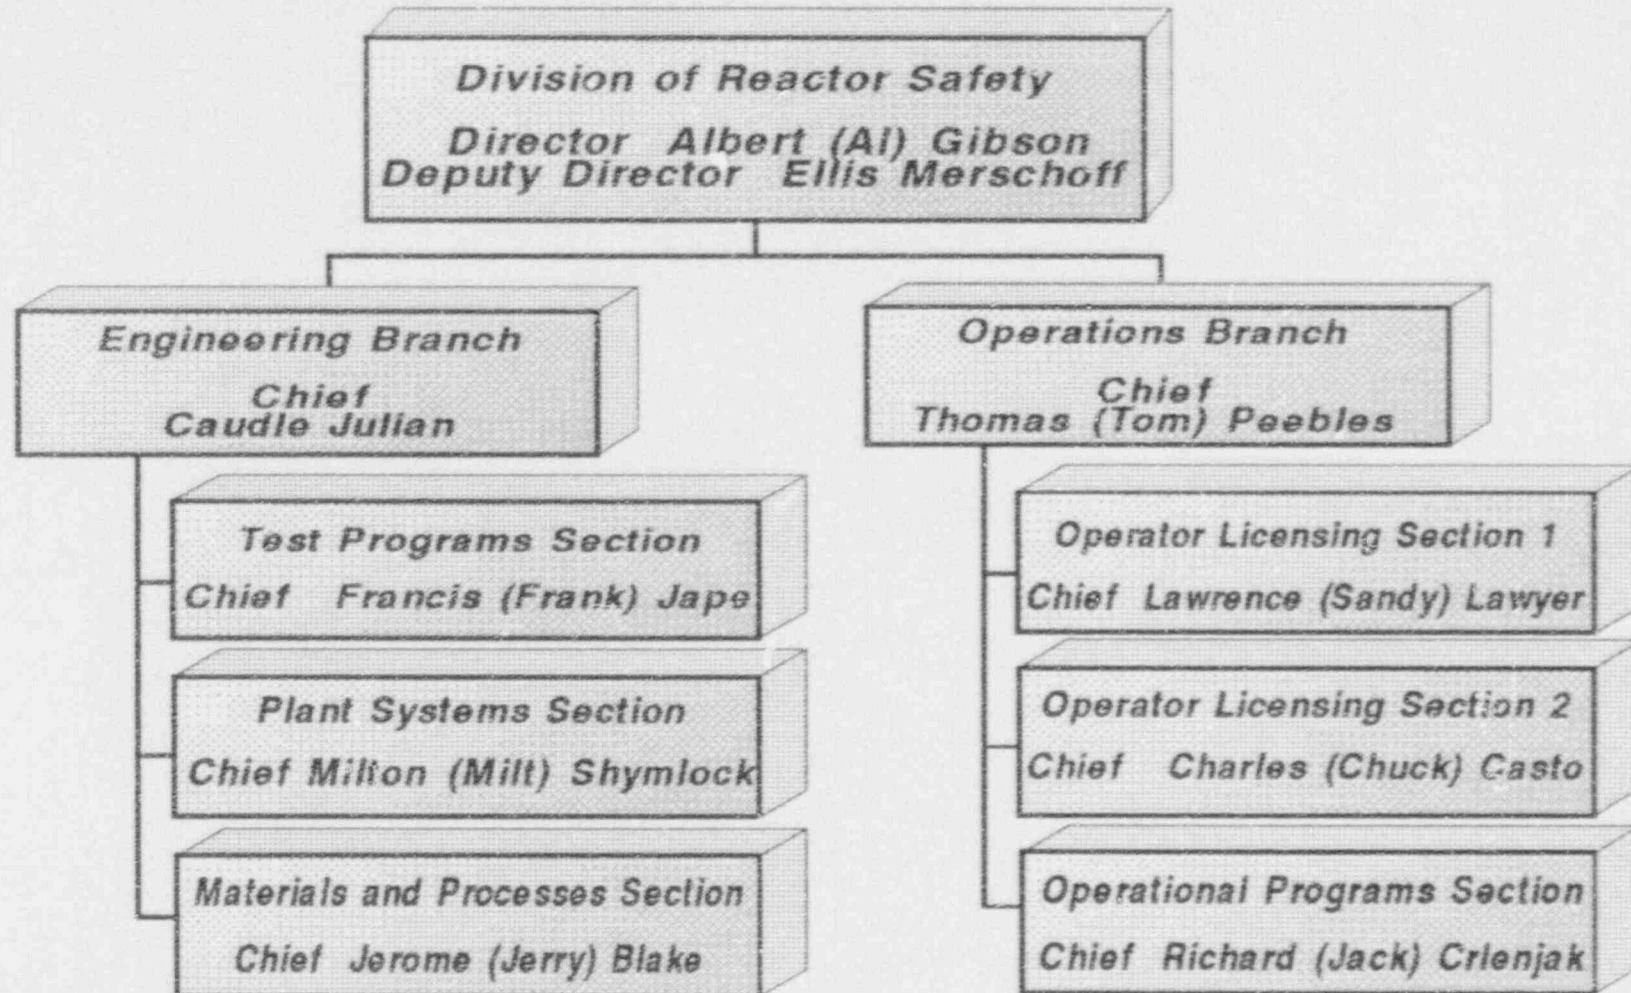 Division of Reactor Safety
Director Albert (Al) Gibson
Deputy Director Ellis Merschoff
Engineering Branch
Chief
Caudle Julian
Test Programs Section
Chief Francis (Frank) Jape
Plant Systems Section
Chief Milton (Milt) Shymlock
Materials and Processes Section
Chief Jerome (Jerry) Blake
Operations Branch
Chief
Thomas (Tom) Peebles
Operator Licensing Section 1
Chief Lawrence (Sandy) Lawyer
Operator Licensing Section 2
Chief Charles (Chuck) Casto
Operational Programs Section
Chief Richard (Jack) Crlenjak